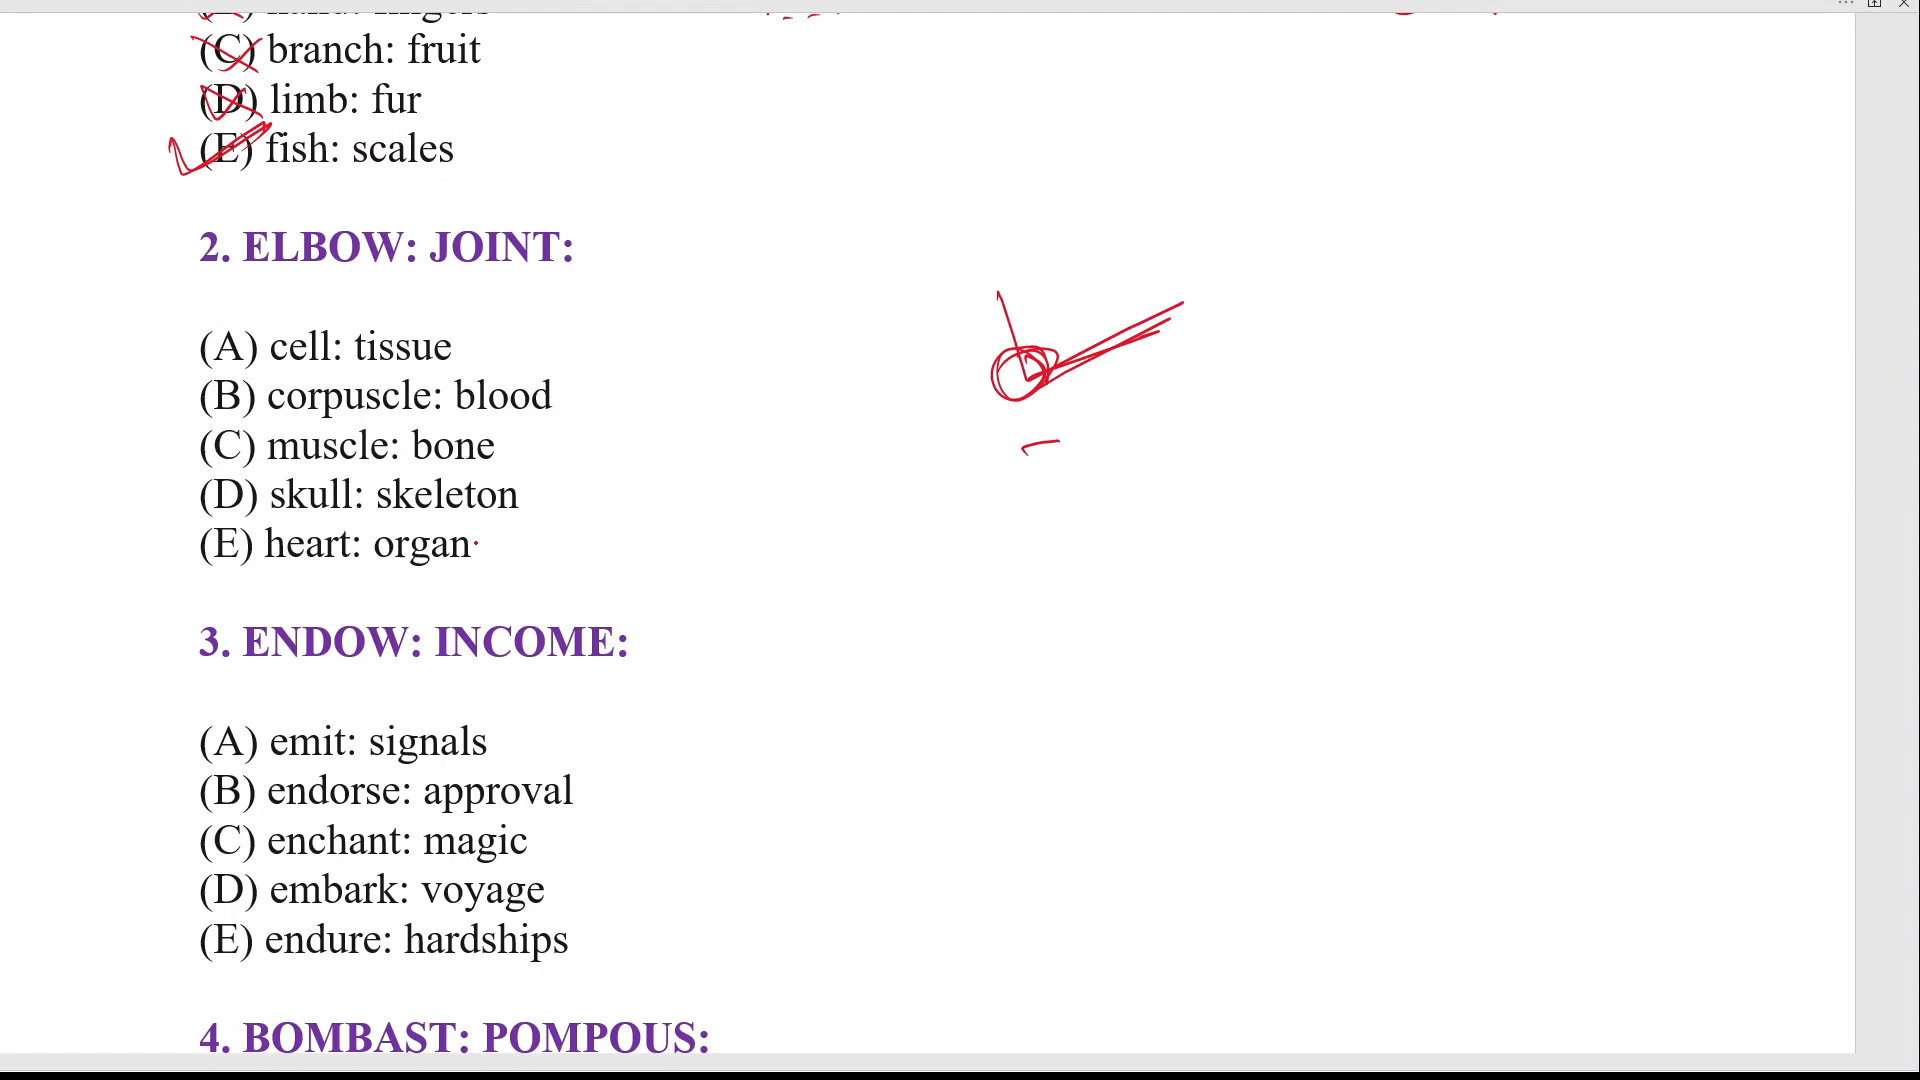 (C) branch: fruit
(D) limb: fur
(E) fish: scales
2. ELBOW: JOINT:
(A) cell: tissue
(B) corpuscle: blood
(C) muscle: bone
(D) skull: skeleton
(E) heart: organ
3. ENDOW: INCOME:
(A) emit: signals
(B) endorse: approval
(C) enchant: magic
(D) embark: voyage
(E) endure: hardships
4. BOMBAST: POMPOUS: